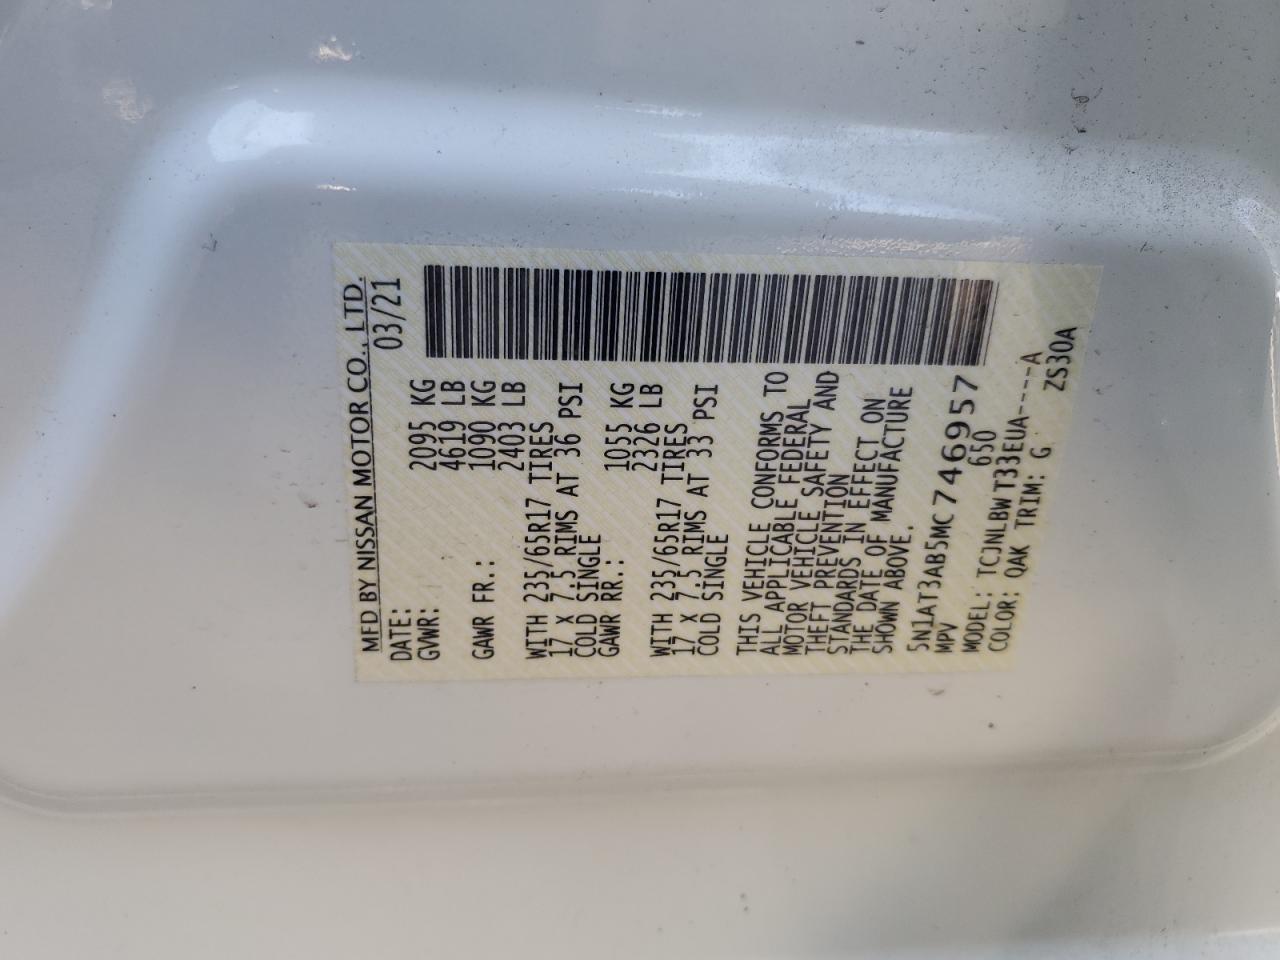 MFD BY NISSAN MOTOR CO., LTD.
DATE: 03/21
GVWR: 2095 KG
4619 LB
GAWR FR.: 1090 KG
2403 LB
WITH 235/65R17 TIRES
17 X 7.5 RIMS AT 36 PSI
COLD SINGLE
GAWR RR.: 1055 KG
2326 LB
WITH 235/65R17 TIRES
17 X 7.5 RIMS AT 33 PSI
COLD SINGLE
THIS VEHICLE CONFORMS TO
ALL APPLICABLE FEDERAL
MOTOR VEHICLE SAFETY AND
THEFT PREVENTION
STANDARDS IN EFFECT ON
THE DATE OF MANUFACTURE
SHOWN ABOVE.
5N1AT3AB5MC746957
MPV 650
MODEL: TCJNLBWT33EUA-----A
COLOR: QAK TRIM: G ZS30A